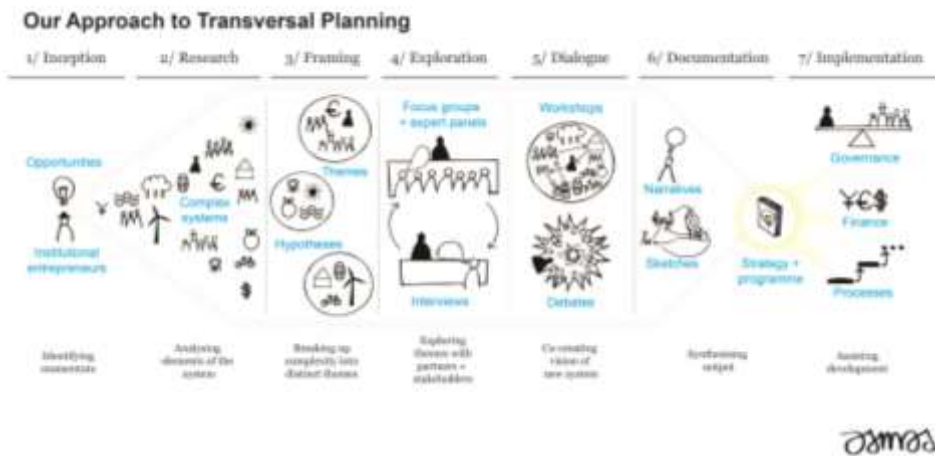 Our Approach to Transversal Planning
1/ Inception
2/ Research
3/ Framing
4/ Exploration
5/ Dialogue
6/ Documentation
7/ Implementation
Opportunities
Institutional
entrepreneurs
Complex
systems
Themes
Hypotheses
Focus groups
+ expert panels
Interviews
Workshops
Debates
Narratives
Sketches
Strategy +
programme
Governance
Finance
Processes
Identifying
Analysing
elements of the
system
Breaking up
complexity into
distinct themes
Exploring
themes with
partners +
stakeholders
Co-creating
vision of
new system
Synthesising
output
Assisting
development